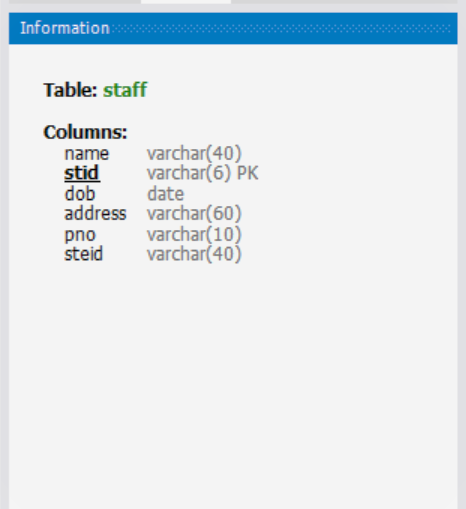 Information
Table: staff
Columns:
name varchar(40)
stid varchar(6) PK
dob date
address varchar(60)
pno varchar(10)
steid varchar(40)